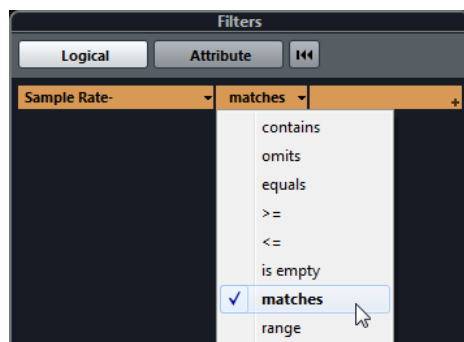 Filters
Logical Attribute
Sample Rate- matches +
contains
omits
equals
>=
<=
is empty
✓ matches
range